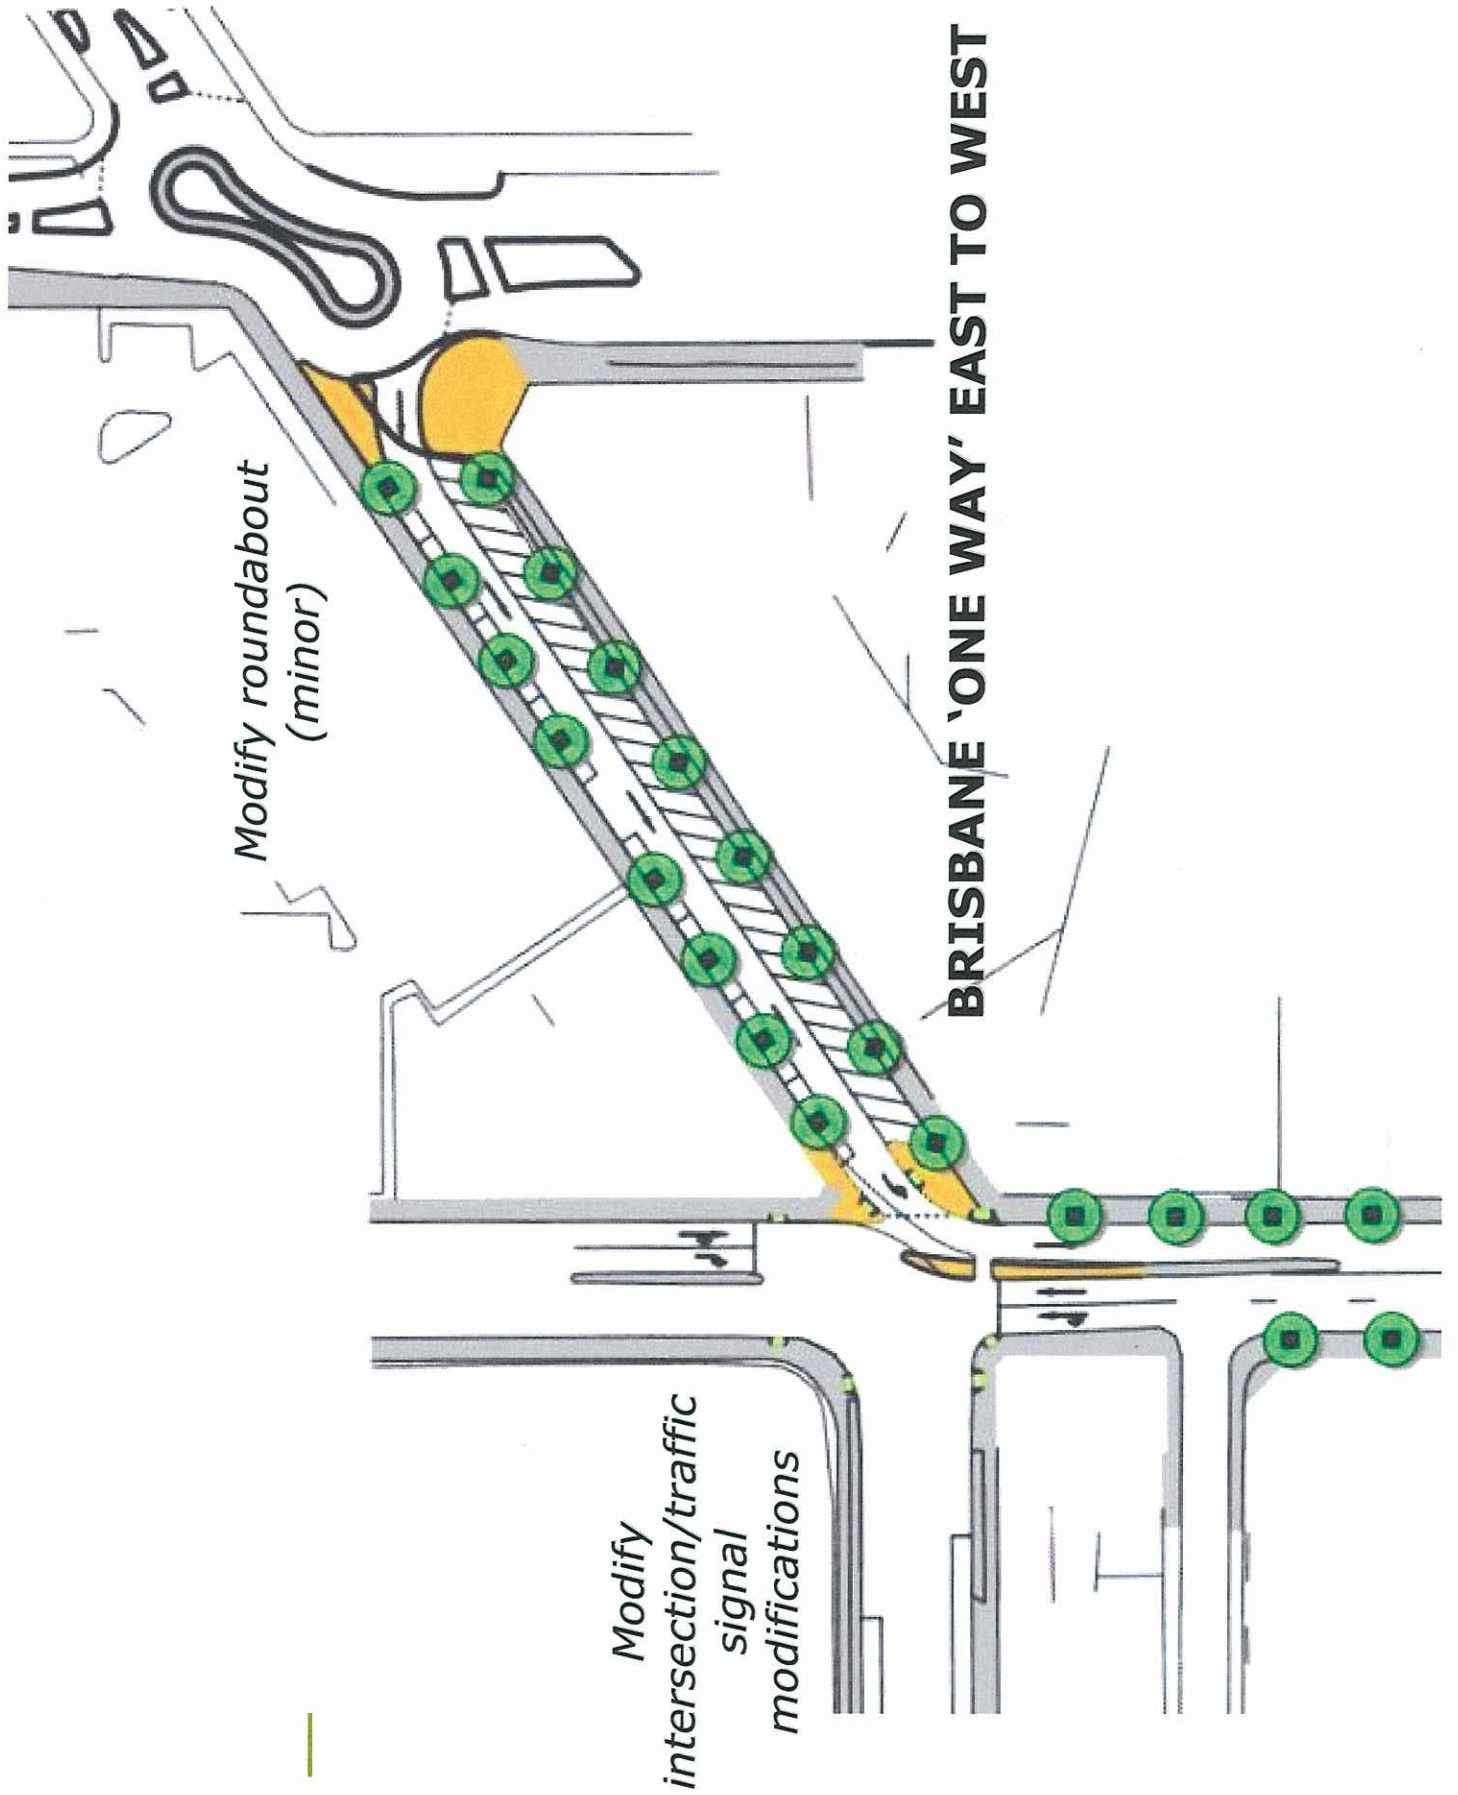 Modify roundabout
(minor)
Modify
intersection/traffic
signal
modifications
BRISBANE ‘ONE WAY’ EAST TO WEST